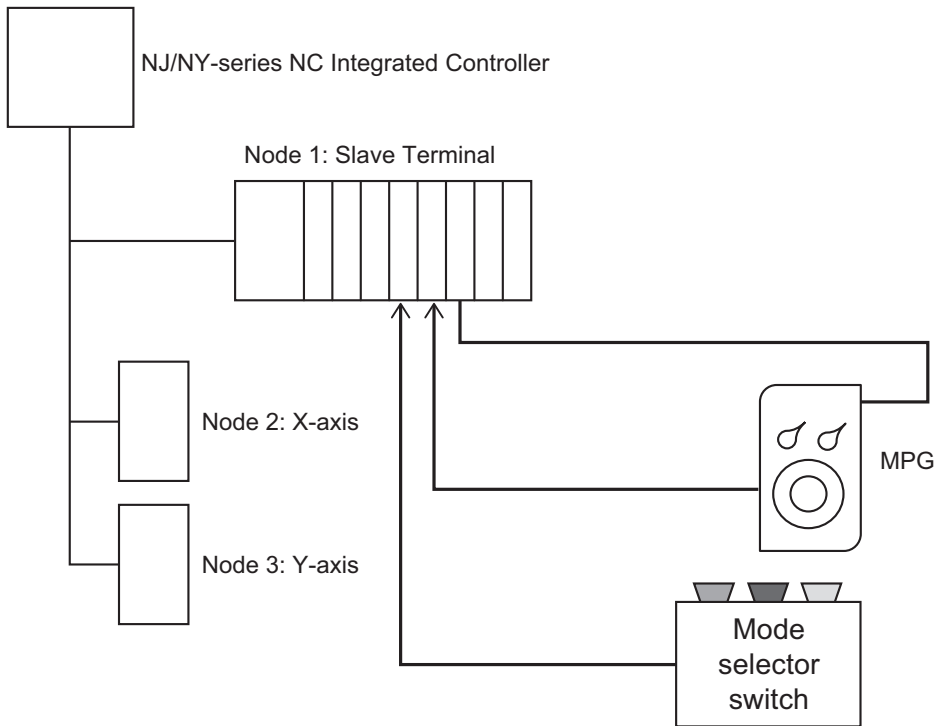 NJ/NY-series NC Integrated Controller
Node 1: Slave Terminal
Node 2: X-axis
MPG
Node 3: Y-axis
Mode
selector
switch